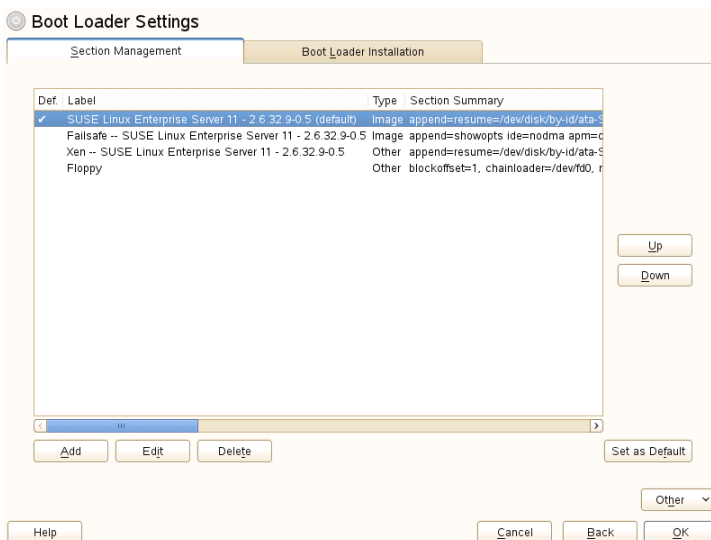 Boot Loader Settings
Section Management
Boot Loader Installation
Def. Label Type Section Summary
SUSE Linux Enterprise Server 11 - 2.6.32.9-0.5 (default) Image append=resume=/dev/disk/by-id/ata-S
Failsafe -- SUSE Linux Enterprise Server 11 - 2.6.32.9-0.5 Image append=showopts ide=nodma apm=o
Xen -- SUSE Linux Enterprise Server 11 - 2.6.32.9-0.5 Other append=resume=/dev/disk/by-id/ata-S
Floppy Other blockoffset=1, chainloader=/dev/fd0, r
Up
Down
Add Edit Delete Set as Default
Other
Help Cancel Back OK